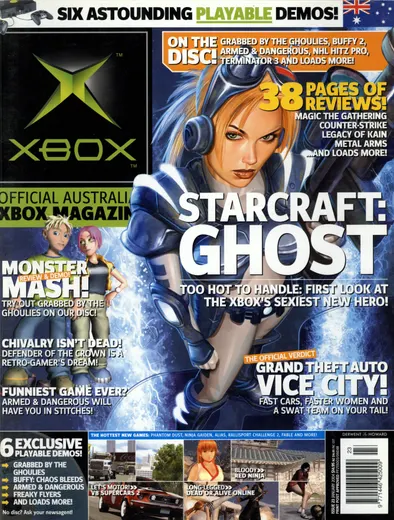 SIX ASTOUNDING PLAYABLE DEMOS!
ON THE DISC!
GRABBED BY THE GHOULIES, BUFFY 2,
ARMED & DANGEROUS, NHL HITZ PRO,
TERMINATOR 3 AND LOADS MORE!
38 PAGES OF REVIEWS!
MAGIC THE GATHERING
COUNTER-STRIKE
LEGACY OF KAIN
METAL ARMS
...AND LOADS MORE!
XBOX
OFFICIAL AUSTRALIA
XBOX MAGAZIN
STARCRAFT:
GHOST
TOO HOT TO HANDLE: FIRST LOOK AT
THE XBOX'S SEXIEST NEW HERO!
MONSTER
REVIEW & DEMO!
MASH!
TRY OUT GRABBED BY THE
GHOULIES ON OUR DISC!
CHIVALRY ISN'T DEAD!
DEFENDER OF THE CROWN IS A
RETRO-GAMER'S DREAM!
FUNNIEST GAME EVER?
ARMED & DANGEROUS WILL
HAVE YOU IN STITCHES!
THE OFFICIAL VERDICT
GRAND THEFT AUTO
VICE CITY!
FAST CARS, FASTER WOMEN AND
A SWAT TEAM ON YOUR TAIL!
6 EXCLUSIVE
PLAYABLE DEMOS!
GRABBED BY THE
GHOULIES
BUFFY: CHAOS BLEEDS
ARMED & DANGEROUS
FREAKY FLYERS
AND LOADS MORE!
No disc? Ask your newsagent!
THE HOTTEST NEW GAMES: PHANTOM DUST, NINJA GAIDEN, ALIAS, RALLISPORT CHALLENGE 2, FABLE AND MORE!
LET'S MOTOR!
V8 SUPERCARS 2
LONG-LEGGED
DEAD OR ALIVE ONLINE
BLOODY
RED NINJA
DERWENT HOWARD